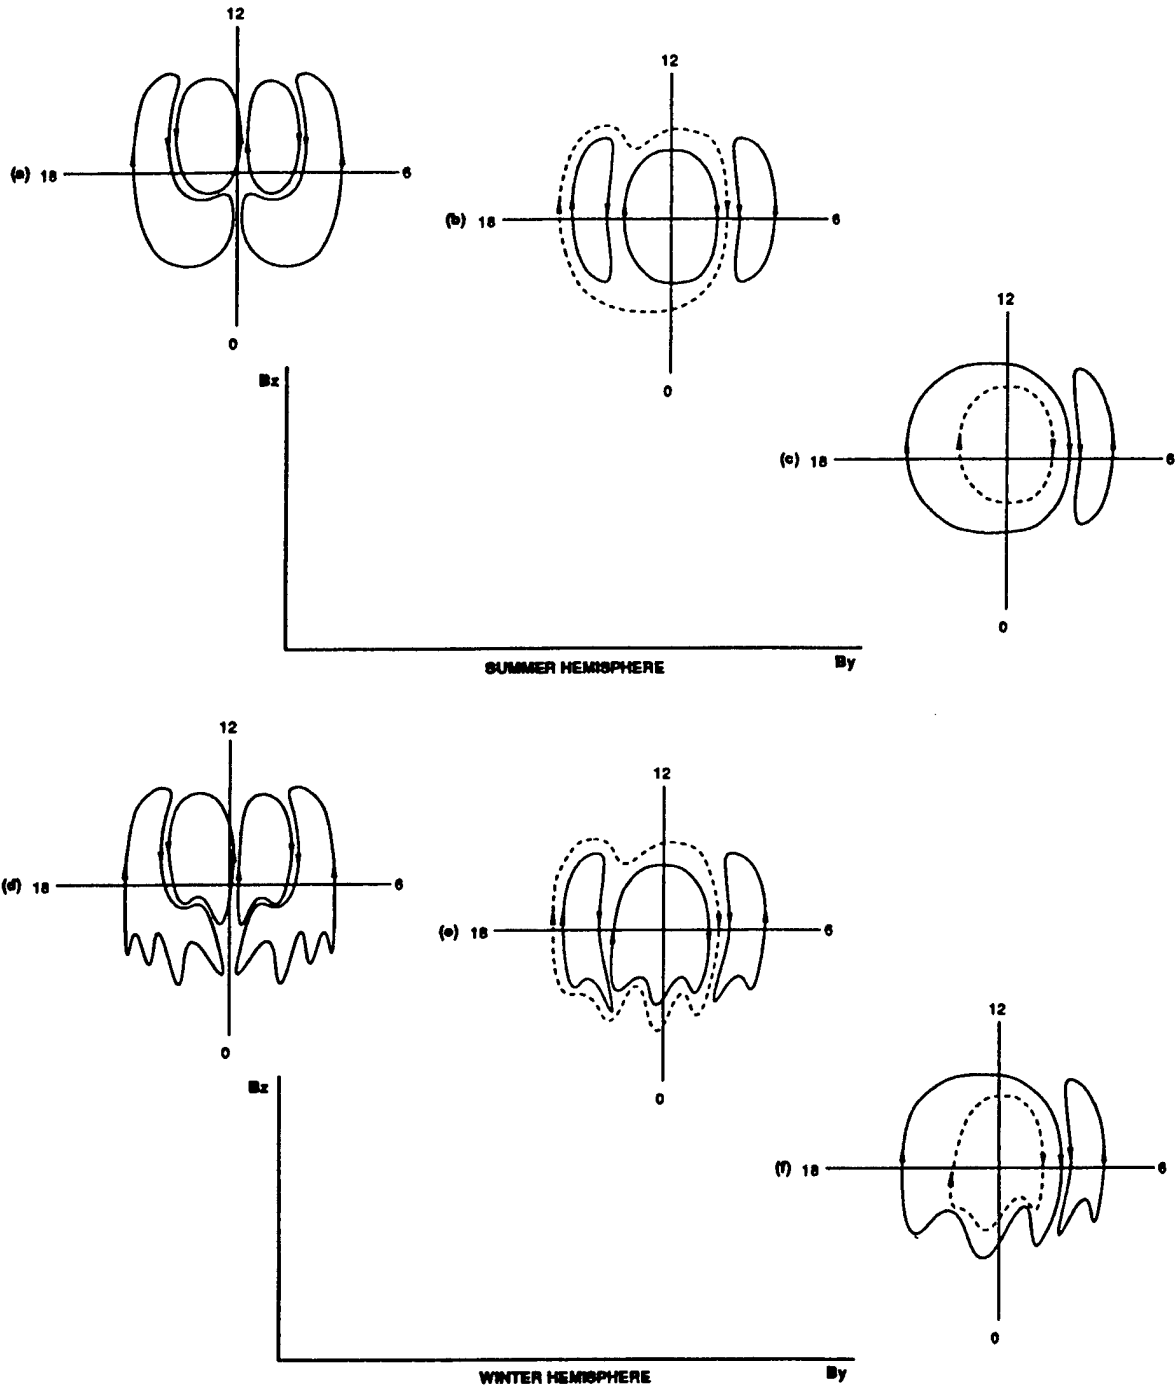 12
(a) 18 6
0
12
(b) 18 6
0
12
(c) 18 6
0
Bz
By
SUMMER HEMISPHERE
12
(d) 18 6
0
12
(e) 18 6
0
12
(f) 18 6
0
Bz
By
WINTER HEMISPHERE